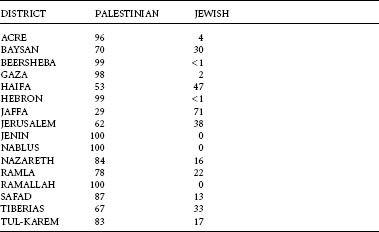 DISTRICT PALESTINIAN JEWISH
ACRE 96 4
BAYSAN 70 30
BEERSHEBA 99 <1
GAZA 98 2
HAIFA 53 47
HEBRON 99 <1
JAFFA 29 71
JERUSALEM 62 38
JENIN 100 0
NABLUS 100 0
NAZARETH 84 16
RAMLA 78 22
RAMALLAH 100 0
SAFAD 87 13
TIBERIAS 67 33
TUL-KAREM 83 17